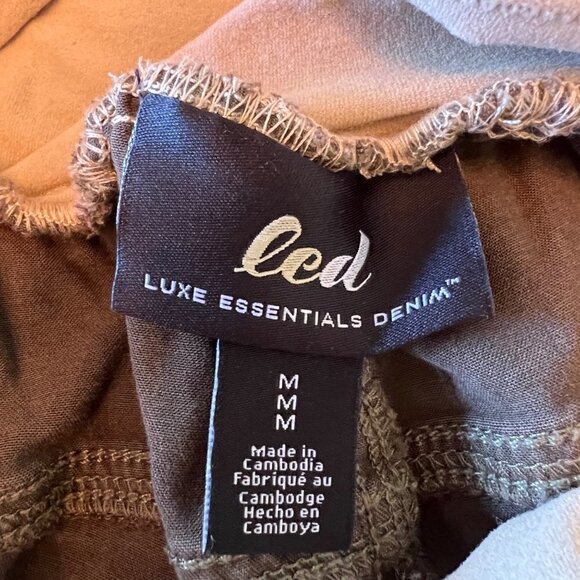 led
LUXE ESSENTIALS DENIM™
M
M
M
Made in
Cambodia
Fabriqué au
Cambodge
Hecho en
Camboya